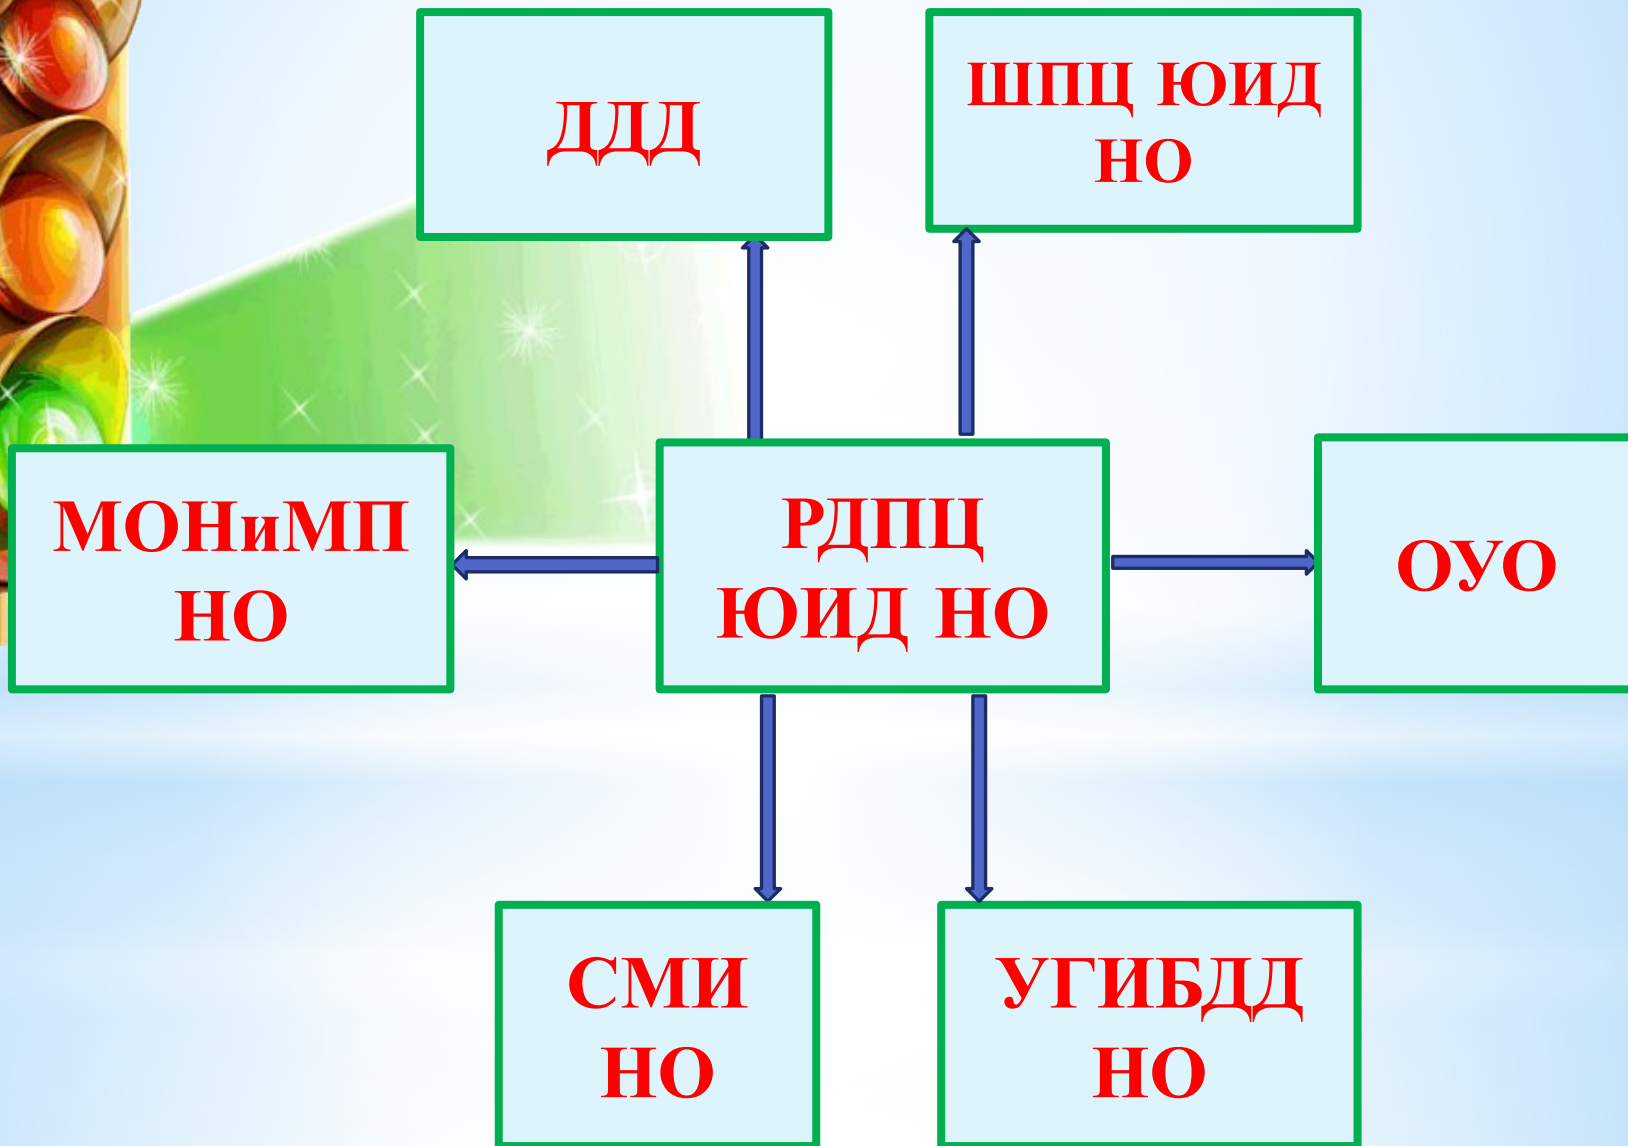 ДДД
ШПЦ ЮИД
НО
МОНиМП
НО
РДПЦ
ЮИД НО
ОУО
СМИ
НО
УГИБДД
НО